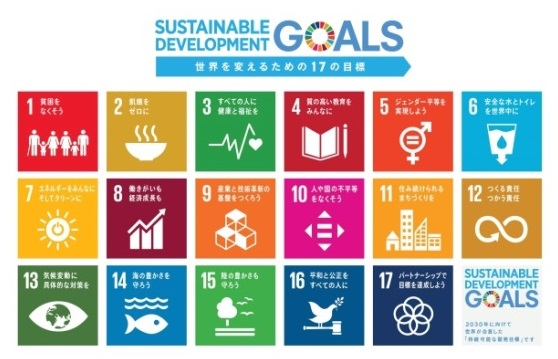 SUSTAINABLE
DEVELOPMENT
GOALS
世界を変えるための17の目標
1 貧困を
なくそう
2 飢餓を
ゼロに
3 すべての人に
健康と福祉を
4 質の高い教育を
みんなに
5 ジェンダー平等を
実現しよう
6 安全な水とトイレ
を世界中に
7 エネルギーをみんなに
そしてクリーンに
8 働きがいも
経済成長も
9 産業と技術革新の
基盤をつくろう
10 人や国の不平等
をなくそう
11 住み続けられる
まちづくりを
12 つくる責任
つかう責任
13 気候変動に
具体的な対策を
14 海の豊かさを
守ろう
15 陸の豊かさも
守ろう
16 平和と公正を
すべての人に
17 パートナーシップで
目標を達成しよう
SUSTAINABLE
DEVELOPMENT
GOALS
2030年に向けて
世界が合意した
「持続可能な開発目標」です